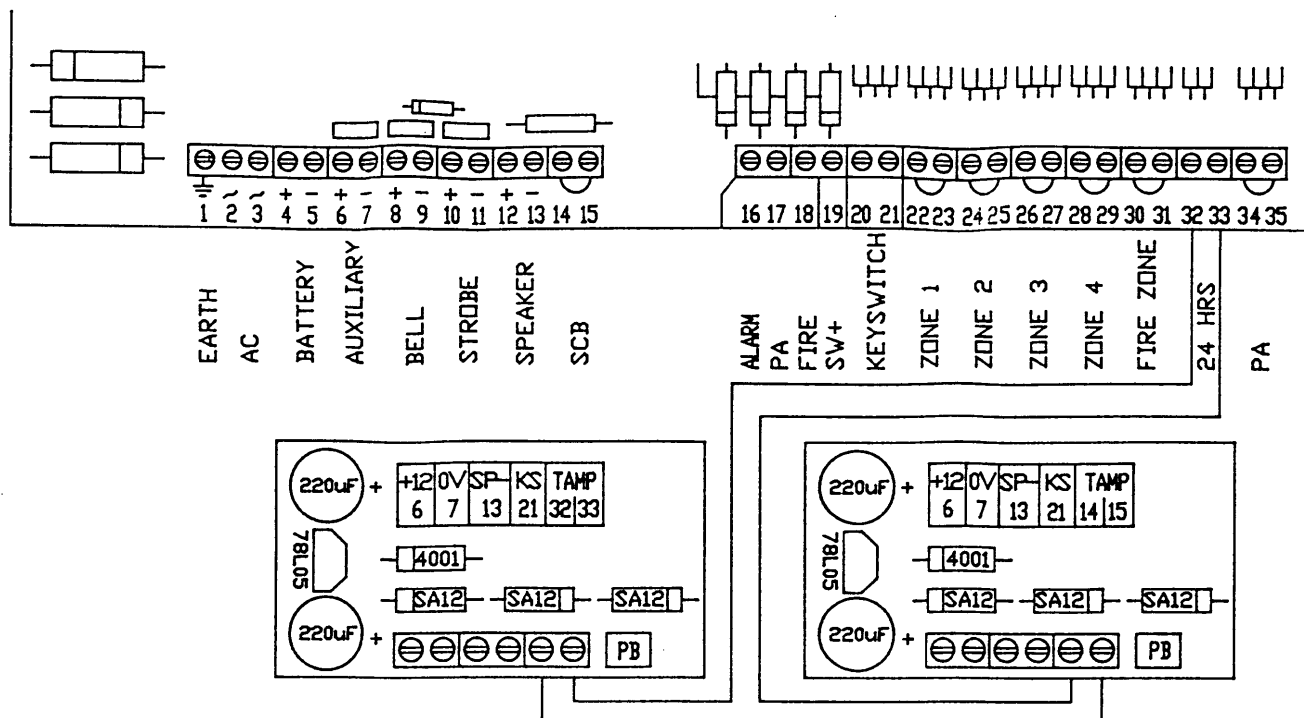 + − + − + − + − + −
1 2 3 4 5 6 7 8 9 10 11 12 13 14 15
16 17 18 19 20 21 22 23 24 25 26 27 28 29 30 31 32 33 34 35
EARTH
AC
BATTERY
AUXILIARY
BELL
STROBE
SPEAKER
SCB
ALARM
PA
FIRE
SW+
KEYSWITCH
ZONE 1
ZONE 2
ZONE 3
ZONE 4
FIRE ZONE
24 HRS
PA
220uF +
+12 0V SP- KS TAMP
6 7 13 21 32 33
78L05
4001
SA12 SA12 SA12
220uF +
PB
220uF +
+12 0V SP- KS TAMP
6 7 13 21 14 15
78L05
4001
SA12 SA12 SA12
220uF +
PB